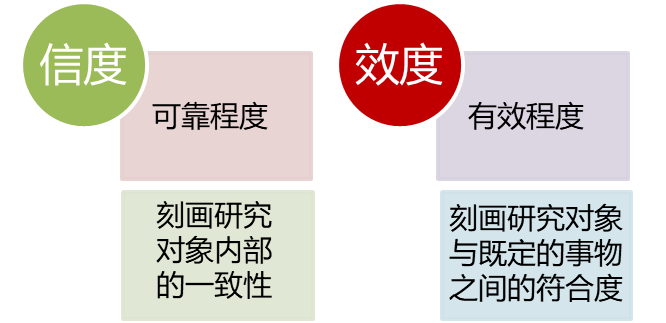 信度
可靠程度
刻画研究
对象内部
的一致性
效度
有效程度
刻画研究对象
与既定的事物
之间的符合度